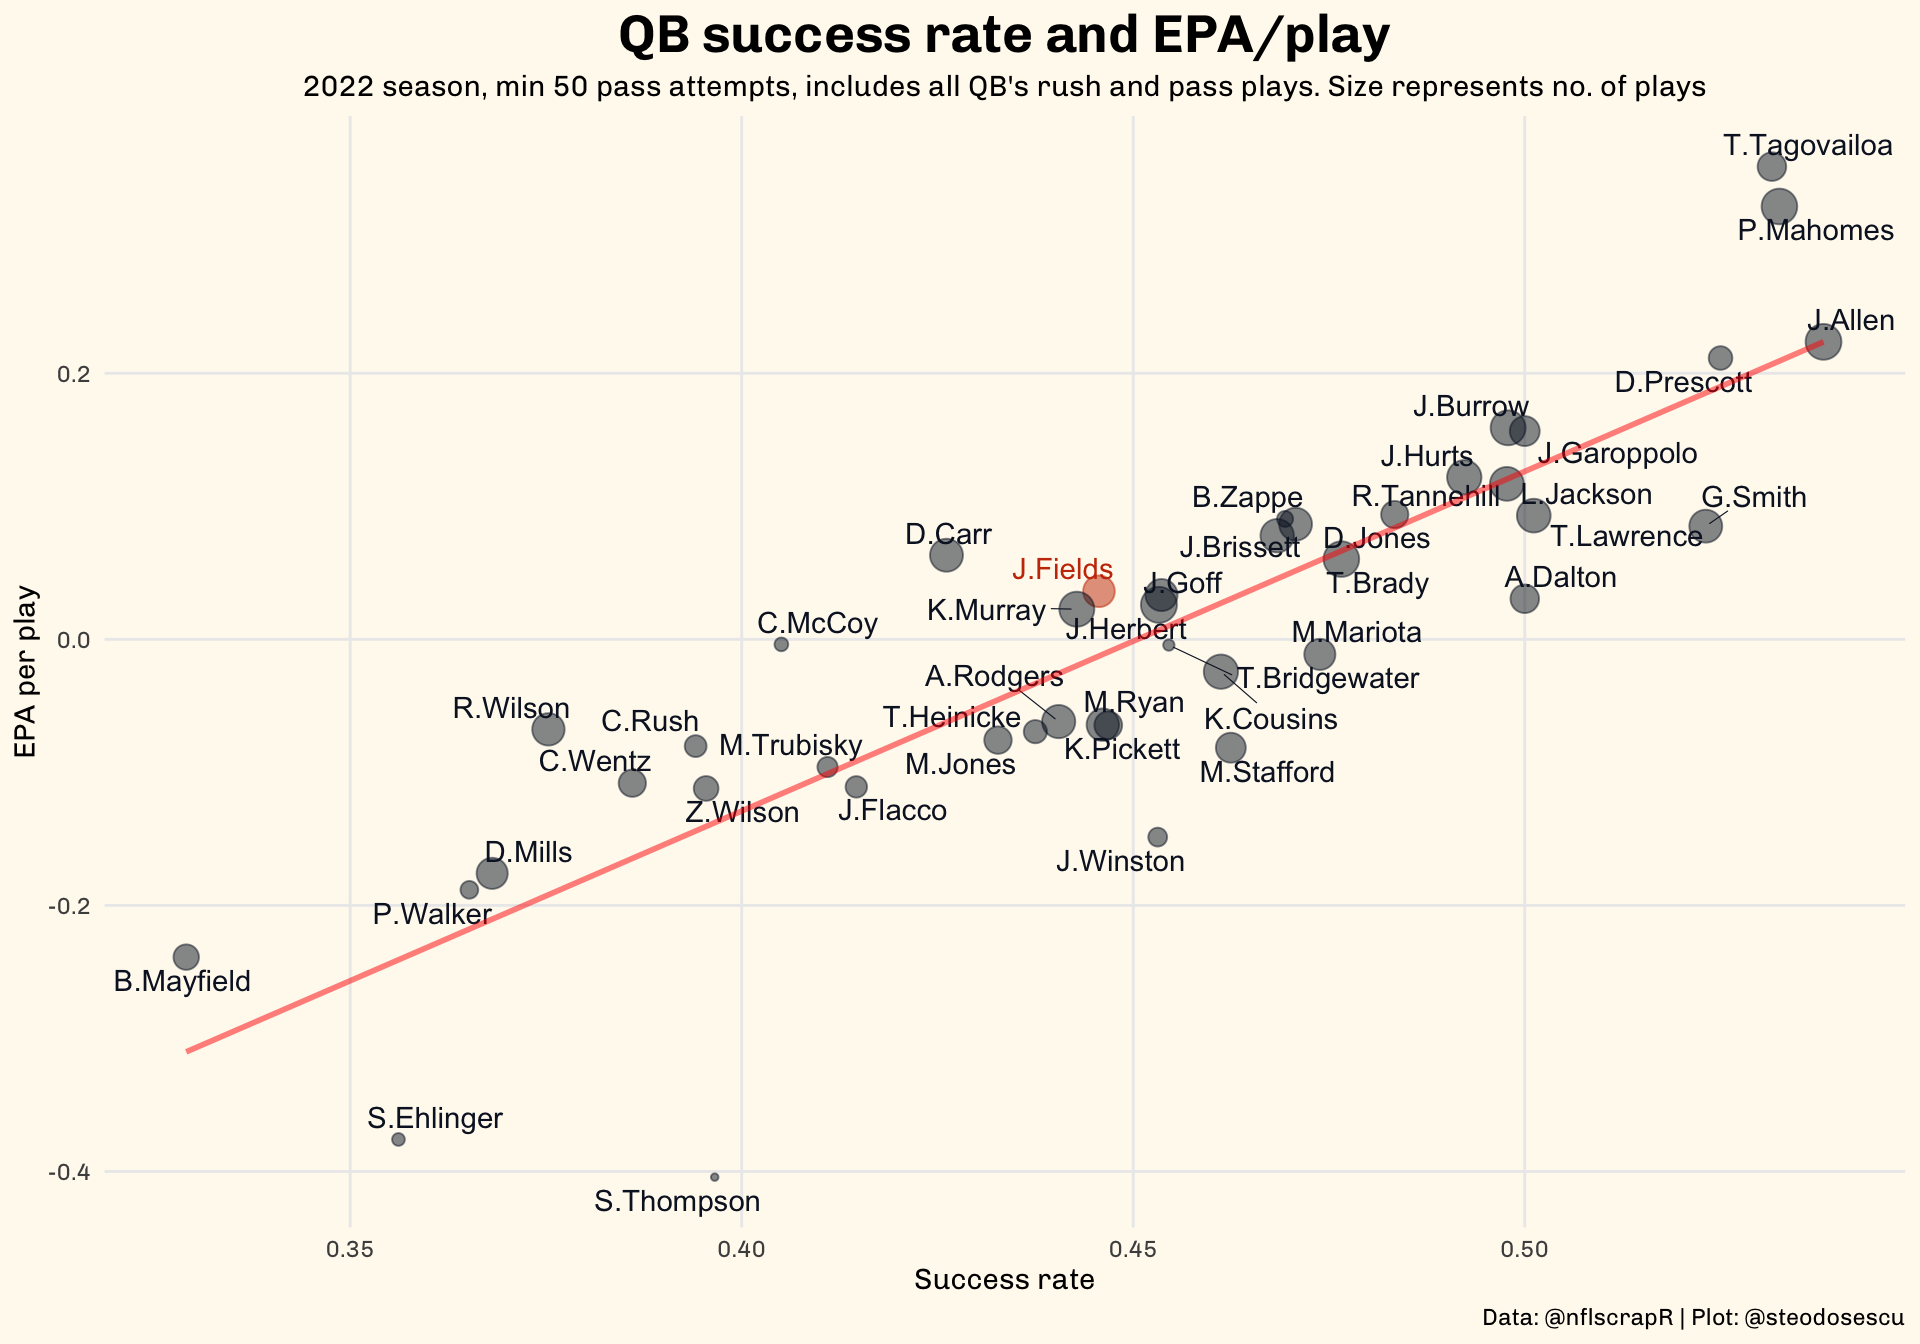 QB success rate and EPA/play
2022 season, min 50 pass attempts, includes all QB's rush and pass plays. Size represents no. of plays
T.Tagovailoa
P.Mahomes
J.Allen
0.2
D.Prescott
J.Burrow
J.Garoppolo
J.Hurts
R.Tannehill
L.Jackson
G.Smith
B.Zappe
D.Carr
J.Brissett
D.Jones
T.Lawrence
J.Fields
J.Goff
T.Brady
A.Dalton
K.Murray
C.McCoy
J.Herbert
M.Mariota
0.0
EPA per play
A.Rodgers
T.Bridgewater
R.Wilson
C.Rush
T.Heinicke
M.Ryan
K.Cousins
C.Wentz
M.Trubisky
M.Jones
K.Pickett
M.Stafford
Z.Wilson
J.Flacco
D.Mills
J.Winston
P.Walker
-0.2
B.Mayfield
S.Ehlinger
-0.4
S.Thompson
0.35
0.40
0.45
0.50
Success rate
Data: @nflscrapR | Plot: @steodosescu